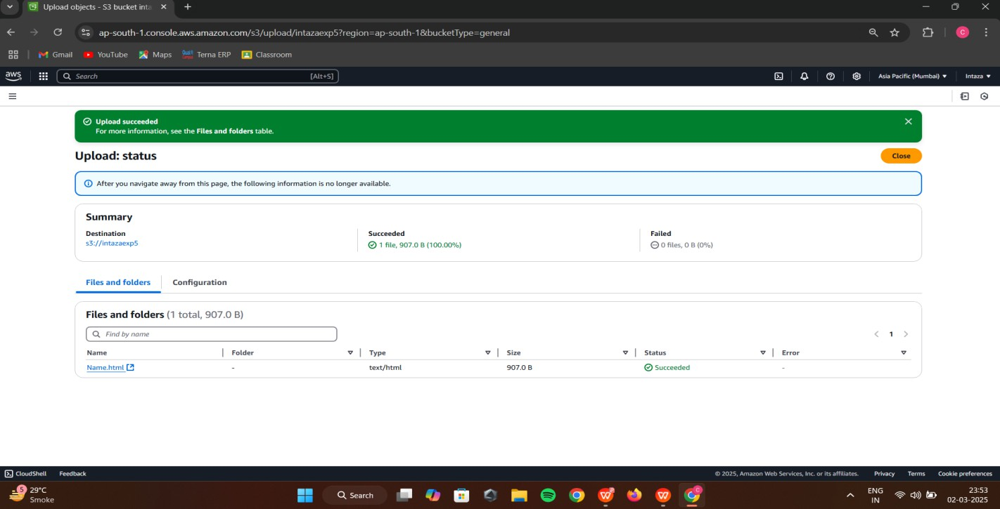 Upload objects - S3 bucket inta
ap-south-1.console.aws.amazon.com/s3/upload/intazaexp5?region=ap-south-1&bucketType=general
C
Gmail
YouTube
Maps
Terna ERP
Classroom
aws
Search
[Alt+S]
Asia Pacific (Mumbai)
Intaza
Upload succeeded
For more information, see the Files and folders table.
Upload: status
Close
After you navigate away from this page, the following information is no longer available.
Summary
Destination
s3://intazaexp5
Succeeded
1 file, 907.0 B (100.00%)
Failed
0 files, 0 B (0%)
Files and folders
Configuration
Files and folders (1 total, 907.0 B)
Find by name
1
Name Folder Type Size Status Error
Name.html - text/html 907.0 B Succeeded -
CloudShell Feedback © 2025, Amazon Web Services, Inc. or its affiliates. Privacy Terms Cookie preferences
5
29°C
Smoke
Search
C
ENG
IN
23:53
02-03-2025